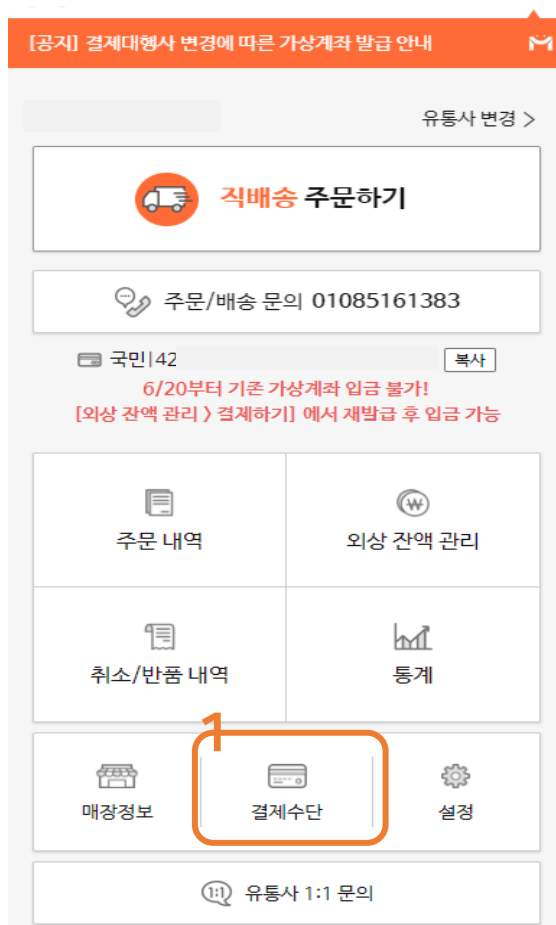 [공지] 결제대행사 변경에 따른 가상계좌 발급 안내
유통사 변경 >
직배송 주문하기
주문/배송 문의 01085161383
국민|42
복사
6/20부터 기존 가상계좌 입금 불가!
[외상 잔액 관리 > 결제하기] 에서 재발급 후 입금 가능
주문 내역
외상 잔액 관리
취소/반품 내역
통계
1
매장정보
결제수단
설정
1:1 유통사 1:1 문의